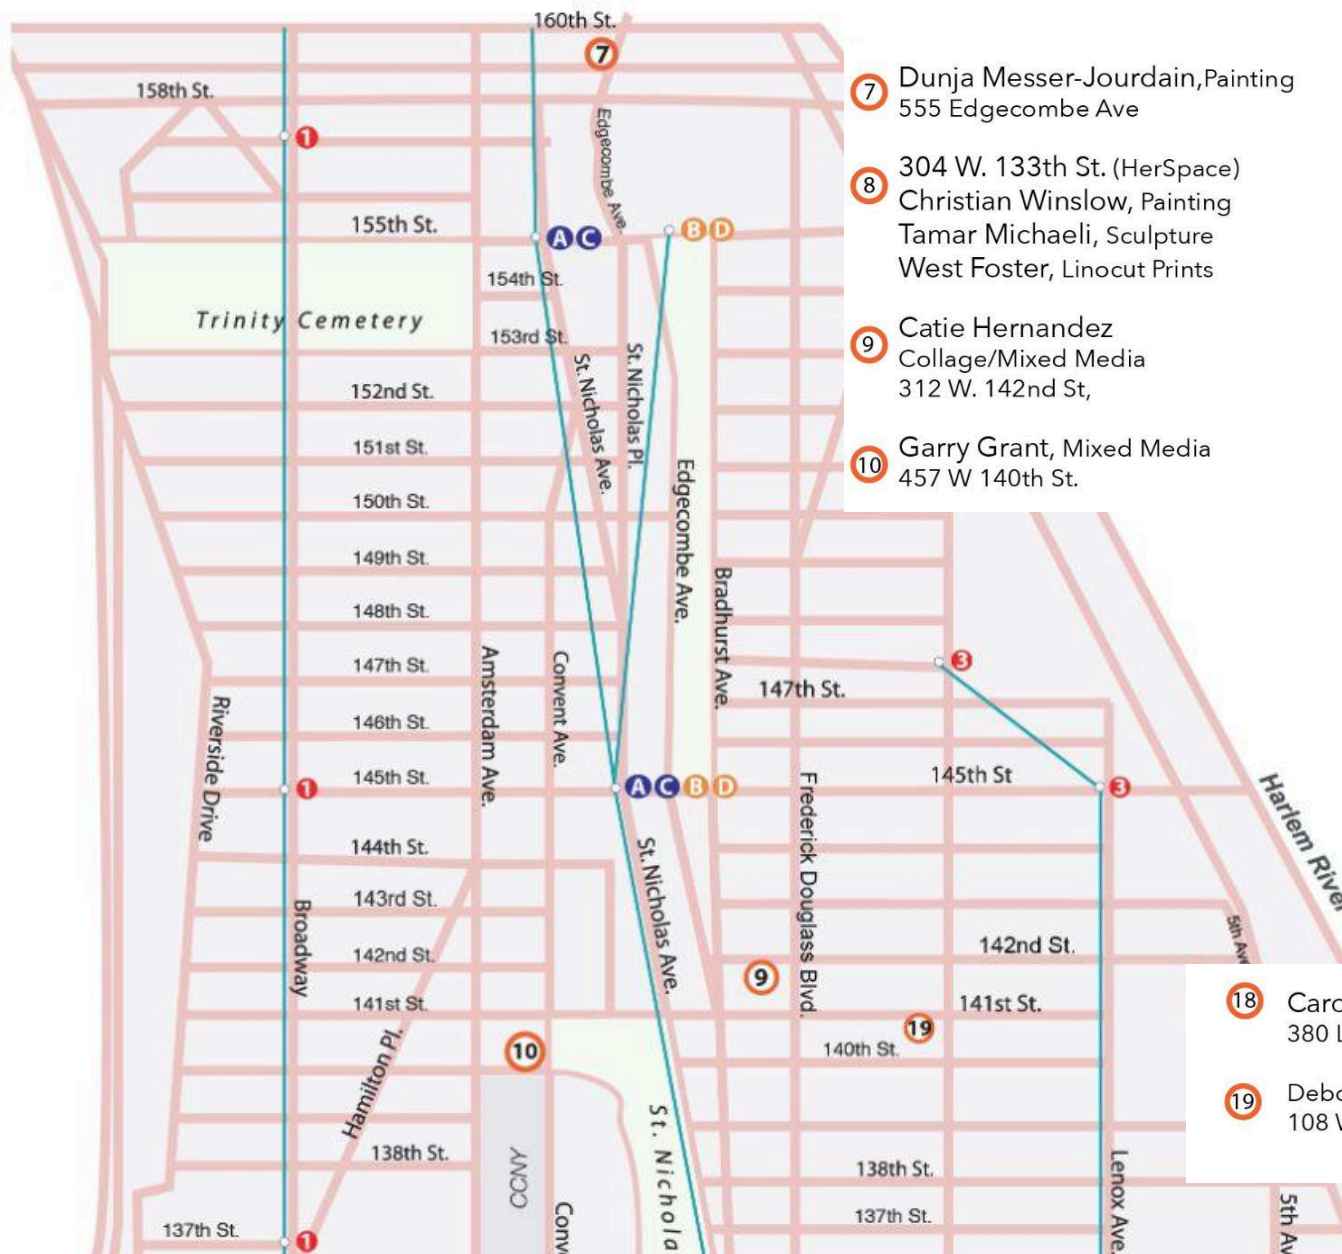 160th St.
7
158th St.
1
Edgecombe Ave.
155th St.
A C
B D
154th St.
Trinity Cemetery
153rd St.
St. Nicholas Ave.
St. Nicholas Pl.
152nd St.
151st St.
150th St.
Edgecombe Ave.
149th St.
148th St.
Bradhurst Ave.
147th St.
Amsterdam Ave.
Convent Ave.
3
147th St.
Riverside Drive
146th St.
145th St.
1
A C B D
Frederick Douglass Blvd.
145th St
3
Harlem River
144th St.
St. Nicholas Ave.
143rd St.
Broadway
142nd St.
142nd St.
5th Ave
9
141st St.
141st St.
19
140th St.
10
Hamilton Pl.
138th St.
CCNY
St. Nichola
138th St.
Lenox Ave.
137th St.
137th St.
1
Conv
5th Av
7 Dunja Messer-Jourdain,Painting
555 Edgecombe Ave
8 304 W. 133th St. (HerSpace)
Christian Winslow, Painting
Tamar Michaeli, Sculpture
West Foster, Linocut Prints
9 Catie Hernandez
Collage/Mixed Media
312 W. 142nd St,
10 Garry Grant, Mixed Media
457 W 140th St.
18 Caro
380 L
19 Debo
108 W